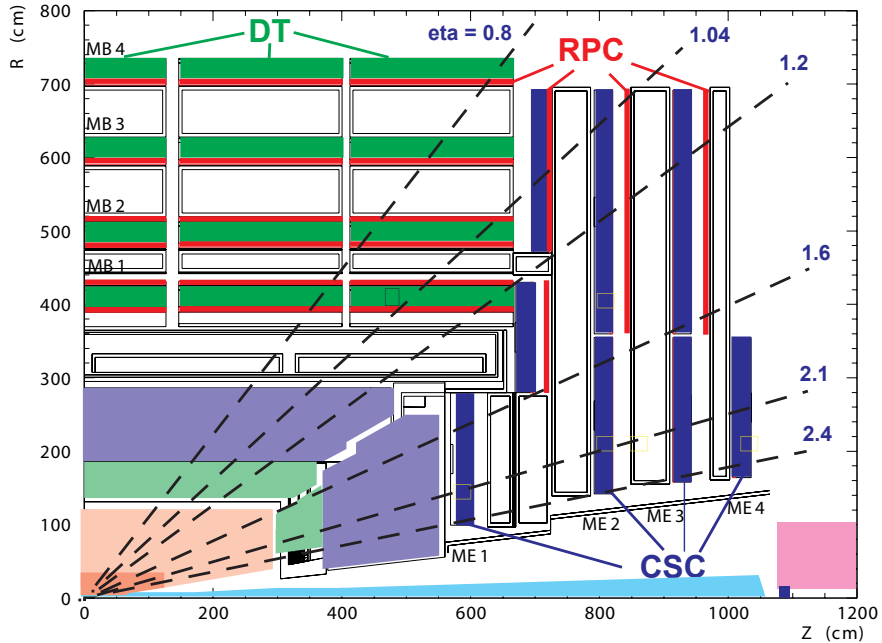 R (cm)
800
700
600
500
400
300
200
100
0
MB 4
MB 3
MB 2
MB 1
DT
eta = 0.8
1.04
1.2
RPC
1.6
2.1
2.4
ME 1
ME 2
ME 3
ME 4
CSC
0
200
400
600
800
1000
1200
Z (cm)